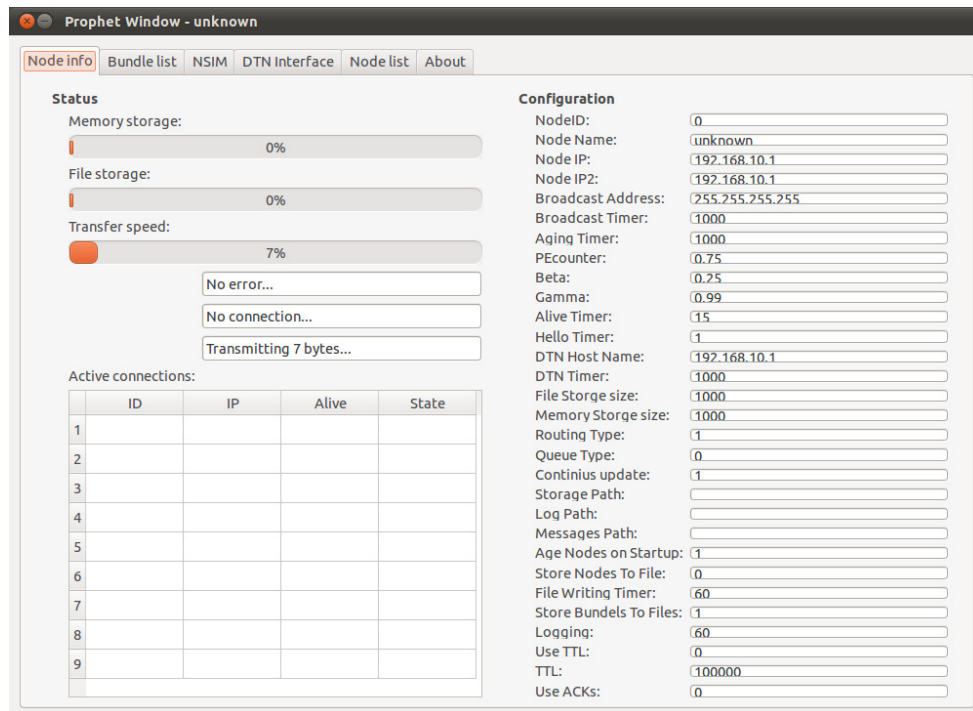 Prophet Window - unknown
Node info Bundle list NSIM DTN Interface Node list About
Status
Memory storage:
0%
File storage:
0%
Transfer speed:
7%
No error...
No connection...
Transmitting 7 bytes...
Active connections:
ID IP Alive State
1
2
3
4
5
6
7
8
9
Configuration
NodeID: 0
Node Name: unknown
Node IP: 192.168.10.1
Node IP2: 192.168.10.1
Broadcast Address: 255.255.255.255
Broadcast Timer: 1000
Aging Timer: 1000
PEcounter: 0.75
Beta: 0.25
Gamma: 0.99
Alive Timer: 15
Hello Timer: 1
DTN Host Name: 192.168.10.1
DTN Timer: 1000
File Storge size: 1000
Memory Storge size: 1000
Routing Type: 1
Queue Type: 0
Continius update: 1
Storage Path:
Log Path:
Messages Path:
Age Nodes on Startup: 1
Store Nodes To File: 0
File Writing Timer: 60
Store Bundels To Files: 1
Logging: 60
Use TTL: 0
TTL: 100000
Use ACKs: 0